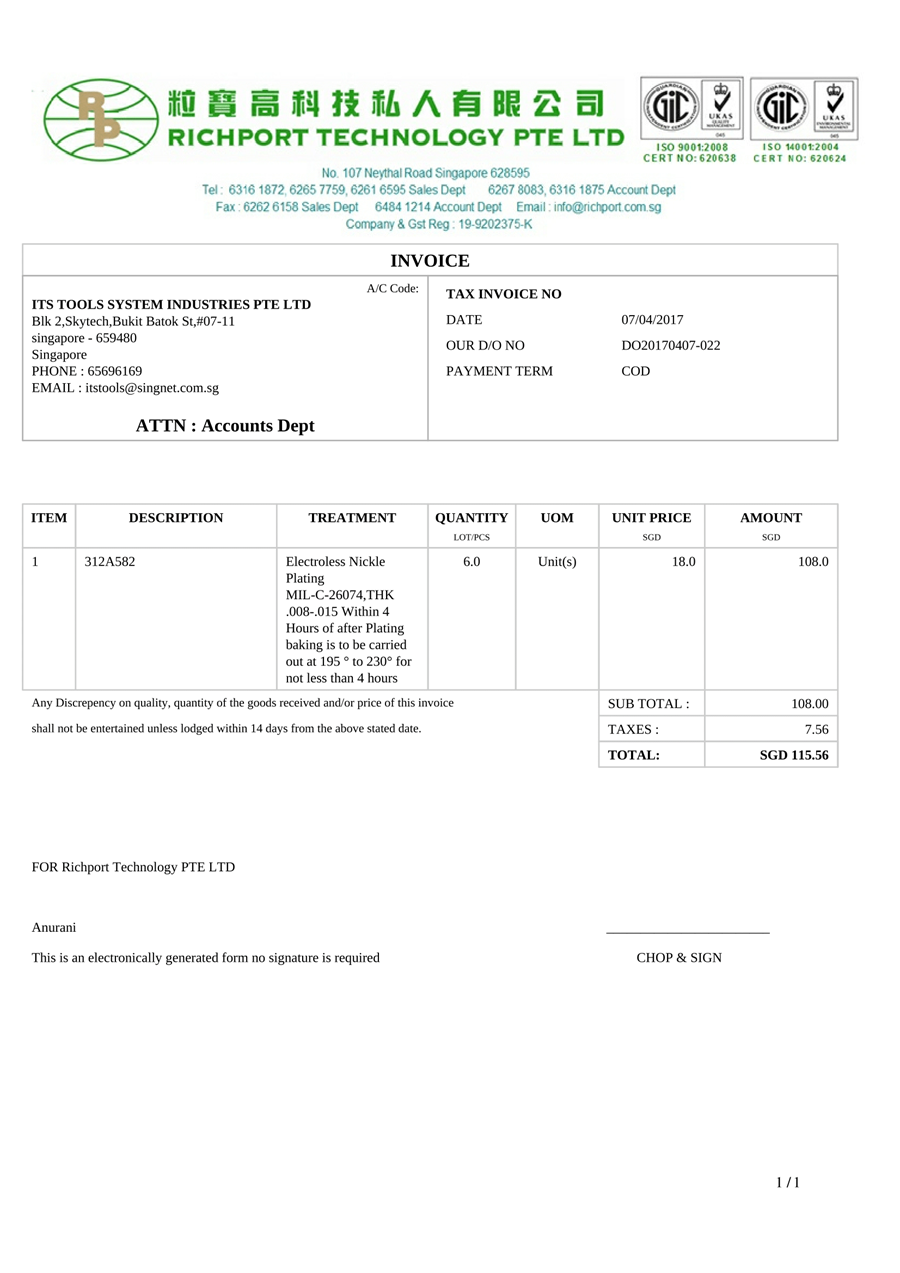 粒寶高科技私人有限公司
RICHPORT TECHNOLOGY PTE LTD
RP
GIC UKAS QUALITY MANAGEMENT 045
ISO 9001:2008
CERT NO: 620638
GIC UKAS ENVIRONMENTAL MANAGEMENT 045
ISO 14001:2004
CERT NO: 620624
No. 107 Neythal Road Singapore 628595
Tel : 6316 1872, 6265 7759, 6261 6595 Sales Dept 6267 8083, 6316 1875 Account Dept
Fax : 6262 6158 Sales Dept 6484 1214 Account Dept Email : info@richport.com.sg
Company & Gst Reg : 19-9202375-K
INVOICE
A/C Code:
ITS TOOLS SYSTEM INDUSTRIES PTE LTD
Blk 2,Skytech,Bukit Batok St,#07-11
singapore - 659480
Singapore
PHONE : 65696169
EMAIL : itstools@singnet.com.sg
ATTN : Accounts Dept
TAX INVOICE NO
DATE 07/04/2017
OUR D/O NO DO20170407-022
PAYMENT TERM COD
ITEM DESCRIPTION TREATMENT QUANTITY UOM UNIT PRICE AMOUNT
LOT/PCS SGD SGD
1 312A582 Electroless Nickle 6.0 Unit(s) 18.0 108.0
Plating
MIL-C-26074,THK
.008-.015 Within 4
Hours of after Plating
baking is to be carried
out at 195 ° to 230° for
not less than 4 hours
Any Discrepency on quality, quantity of the goods received and/or price of this invoice
shall not be entertained unless lodged within 14 days from the above stated date.
SUB TOTAL : 108.00
TAXES : 7.56
TOTAL: SGD 115.56
FOR Richport Technology PTE LTD
Anurani
This is an electronically generated form no signature is required
CHOP & SIGN
1 / 1